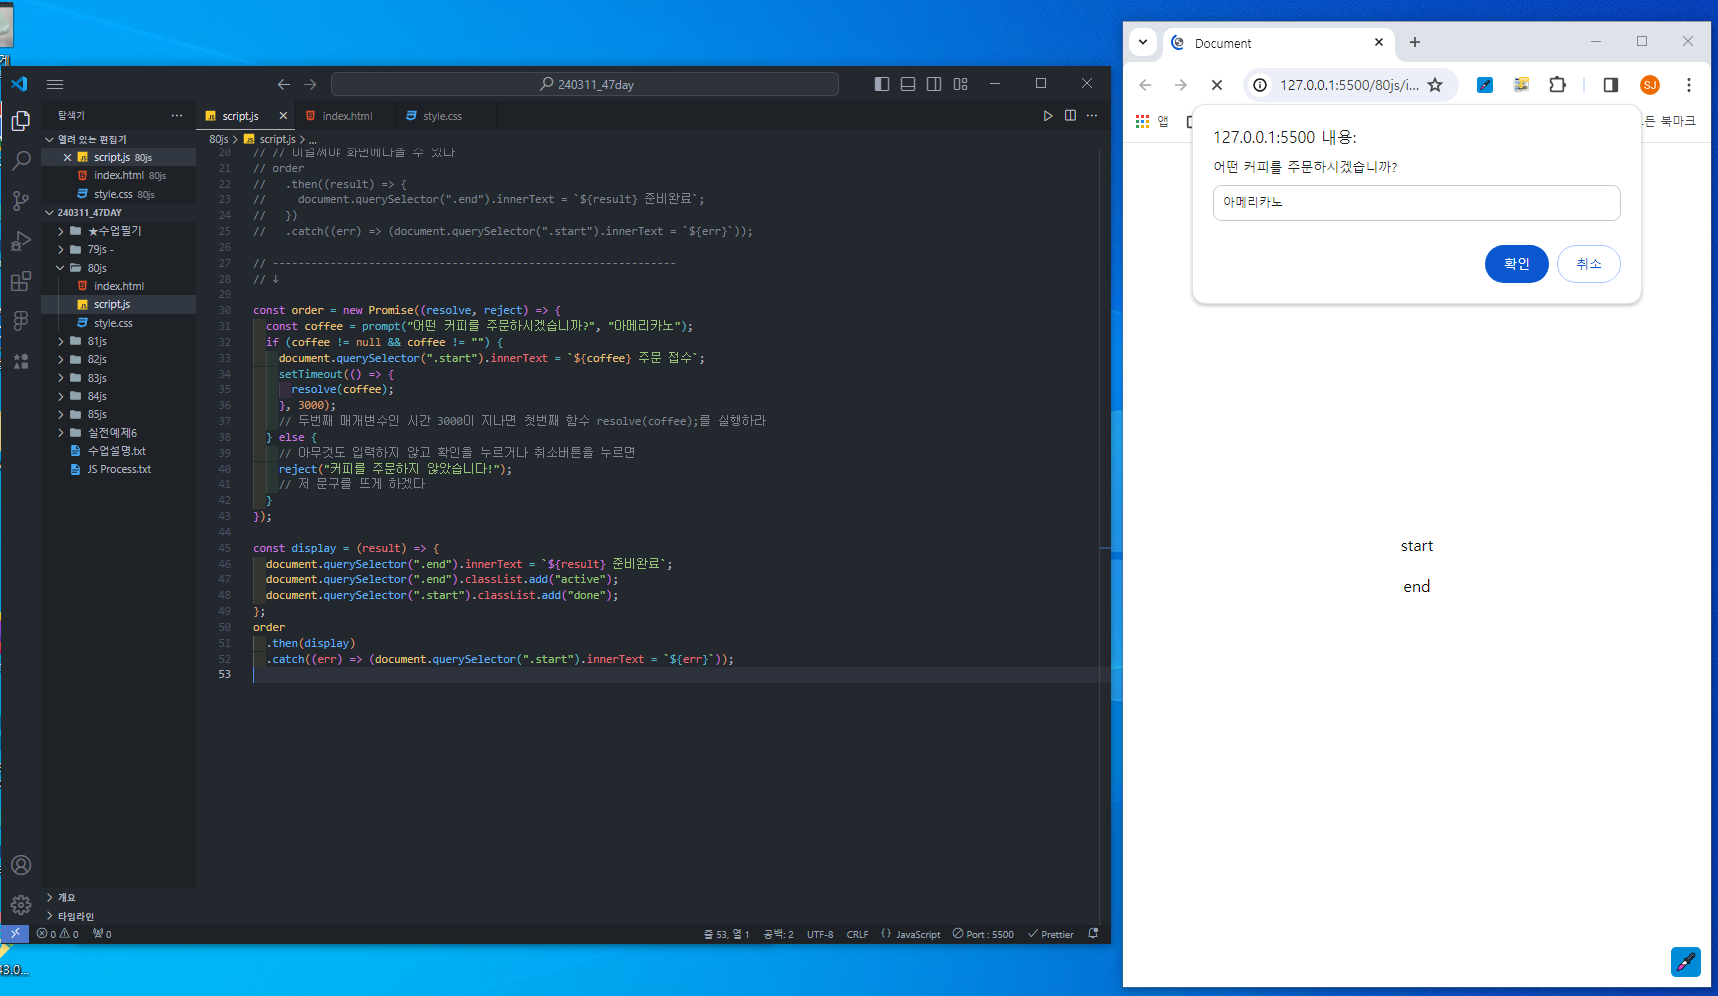 240311_47day
탐색기
열려 있는 편집기
script.js 80js
index.html 80js
style.css 80js
240311_47DAY
★수업필기
79js -
80js
index.html
script.js
style.css
81js
82js
83js
84js
85js
실전예제6
수업설명.txt
JS Process.txt
개요
타임라인
script.js
index.html
style.css
80js > script.js > ...
20 // // 이걸써야 화면에나올 수 있다
21 // order
22 //   .then((result) => {
23 //     document.querySelector(".end").innerText = `${result} 준비완료`;
24 //   })
25 //   .catch((err) => (document.querySelector(".start").innerText = `${err}`));
26
27 // ---------------------------------------------------------------
28 // ↓
29
30 const order = new Promise((resolve, reject) => {
31   const coffee = prompt("어떤 커피를 주문하시겠습니까?", "아메리카노");
32   if (coffee != null && coffee != "") {
33     document.querySelector(".start").innerText = `${coffee} 주문 접수`;
34     setTimeout(() => {
35       resolve(coffee);
36     }, 3000);
37     // 두번째 매개변수인 시간 3000이 지나면 첫번째 함수 resolve(coffee);를 실행하라
38   } else {
39     // 아무것도 입력하지 않고 확인을 누르거나 취소버튼을 누르면
40     reject("커피를 주문하지 않았습니다!");
41     // 저 문구를 뜨게 하겠다
42   }
43 });
44
45 const display = (result) => {
46   document.querySelector(".end").innerText = `${result} 준비완료`;
47   document.querySelector(".end").classList.add("active");
48   document.querySelector(".start").classList.add("done");
49 };
50 order
51   .then(display)
52   .catch((err) => (document.querySelector(".start").innerText = `${err}`));
53
0 0 0
줄 53, 열 1 공백: 2 UTF-8 CRLF {} JavaScript Port : 5500 Prettier
Document
127.0.0.1:5500/80js/i...
SJ
앱
든 북마크
127.0.0.1:5500 내용:
어떤 커피를 주문하시겠습니까?
아메리카노
확인 취소
start
end
43.0...